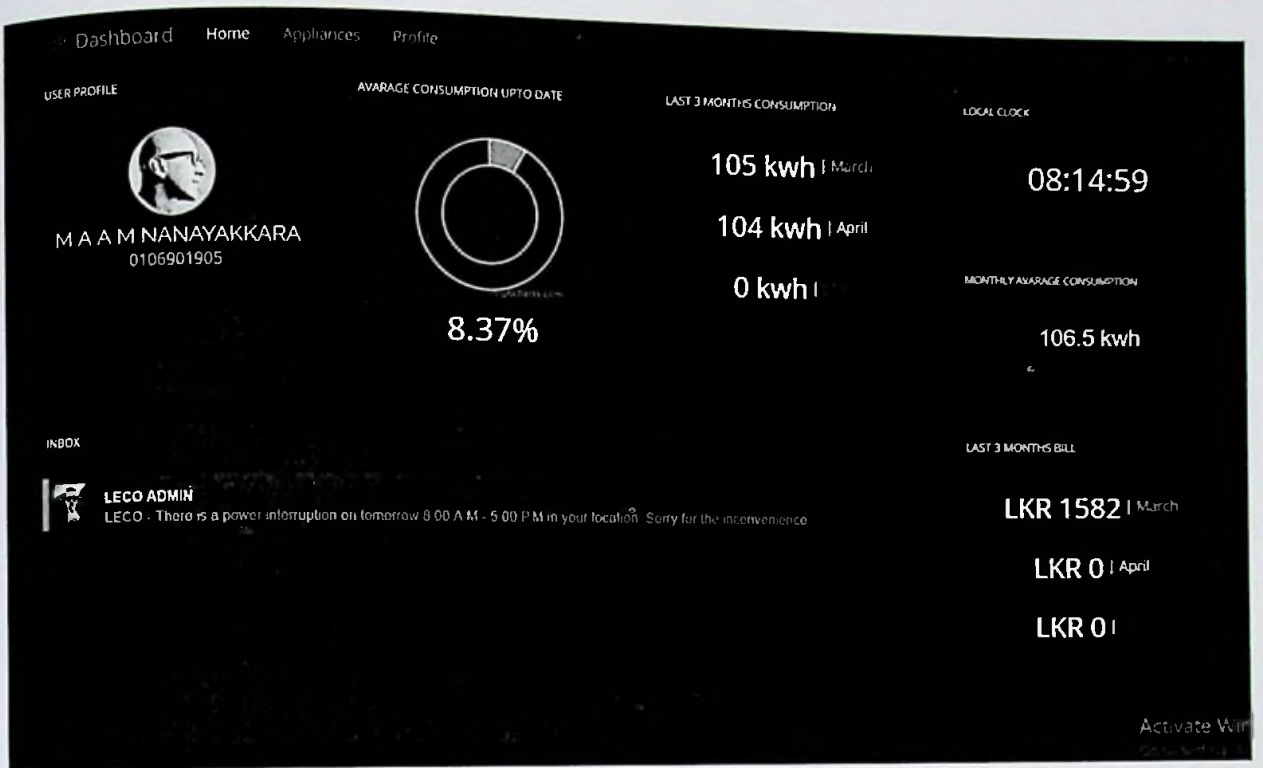 Dashboard Home Appliances Profile
USER PROFILE
M A A M NANAYAKKARA
0106901905
AVARAGE CONSUMPTION UPTO DATE
8.37%
LAST 3 MONTHS CONSUMPTION
105 kwh | March
104 kwh | April
0 kwh |
LOCAL CLOCK
08:14:59
MONTHLY AVARAGE CONSUMPTION
106.5 kwh
INBOX
LECO ADMIN
LECO - There is a power interruption on tomorrow 8:00 A.M - 5:00 P.M in your location. Sorry for the inconvenience
LAST 3 MONTHS BILL
LKR 1582 | March
LKR 0 | April
LKR 0 |
Activate Win